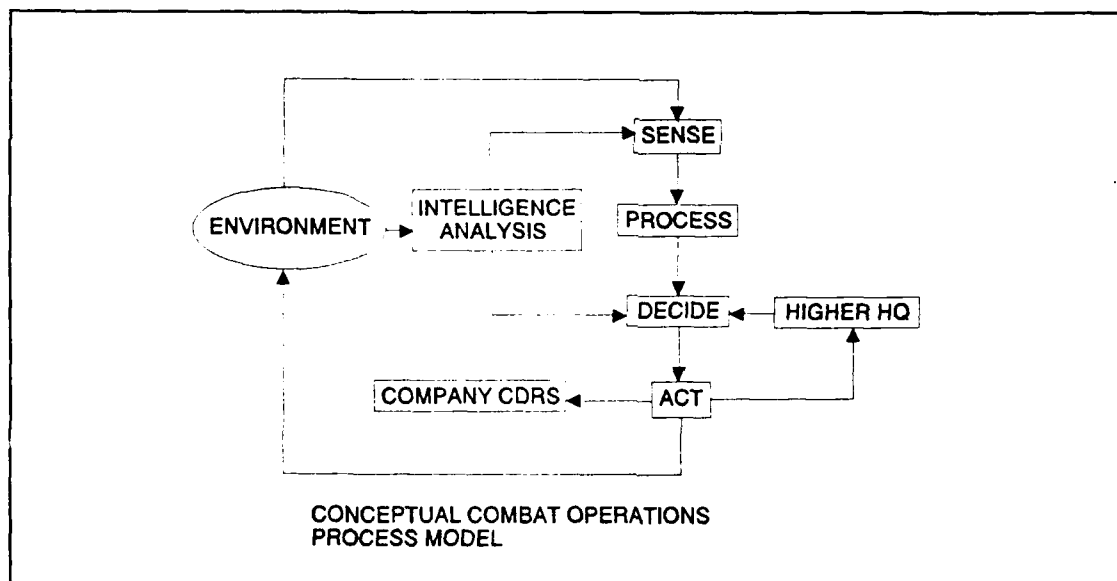 SENSE
ENVIRONMENT
INTELLIGENCE
ANALYSIS
PROCESS
DECIDE
HIGHER HQ
COMPANY CDRS
ACT
CONCEPTUAL COMBAT OPERATIONS
PROCESS MODEL